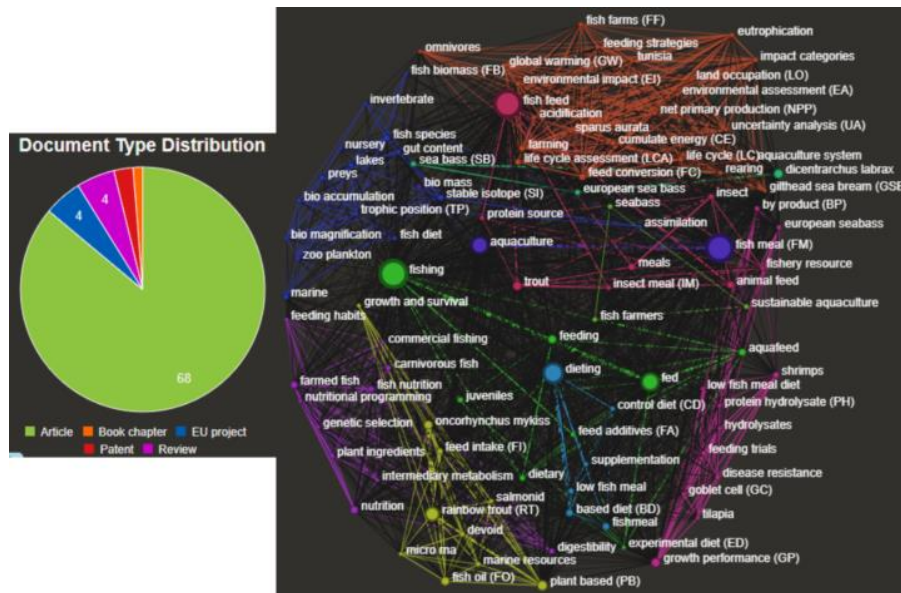 Document Type Distribution
4
4
68
Article
Book chapter
EU project
Patent
Review
fish farms (FF)
eutrophication
omnivores
feeding strategies
tunisia
impact categories
global warming (GW)
fish biomass (FB)
land occupation (LO)
environmental impact (EI)
environmental assessment (EA)
invertebrate
fish feed
acidification
net primary production (NPP)
uncertainty analysis (UA)
sparus aurata
fish species
nursery
cumulate energy (CE)
farming
gut content
lakes
sea bass (SB)
life cycle assessment (LCA)
life cycle (LC)
aquaculture system
preys
feed conversion (FC)
rearing
dicentrarchus labrax
bio mass
european sea bass
insect
gilthead sea bream (GSB
bio accumulation
stable isotope (SI)
seabass
by product (BP)
trophic position (TP)
protein source
assimilation
european seabass
bio magnification
fish diet
aquaculture
fish meal (FM)
zoo plankton
meals
fishery resource
fishing
trout
insect meal (IM)
animal feed
marine
growth and survival
sustainable aquaculture
feeding habits
fish farmers
commercial fishing
feeding
aquafeed
carnivorous fish
dieting
fed
shrimps
farmed fish
fish nutrition
low fish meal diet
nutritional programming
juveniles
protein hydrolysate (PH)
control diet (CD)
genetic selection
oncorhynchus mykiss
hydrolysates
feed additives (FA)
feed intake (FI)
plant ingredients
feeding trials
supplementation
intermediary metabolism
dietary
disease resistance
low fish meal
goblet cell (GC)
salmonid
nutrition
rainbow trout (RT)
based diet (BD)
tilapia
devoid
fishmeal
micro rna
digestibility
experimental diet (ED)
marine resources
growth performance (GP)
fish oil (FO)
plant based (PB)